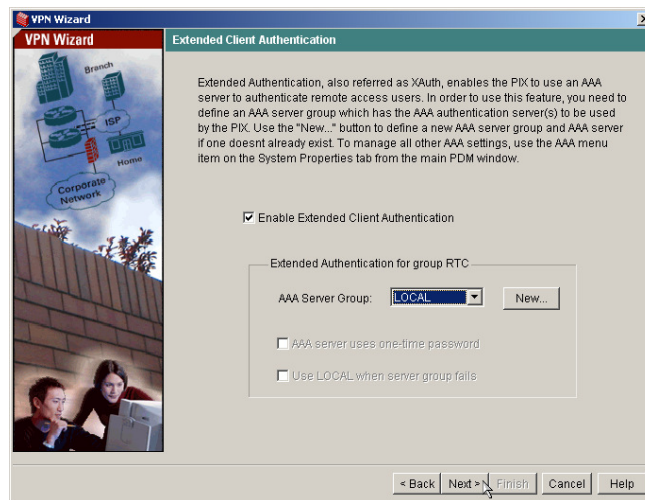 VPN Wizard
VPN Wizard
Extended Client Authentication
Branch
ISP
Home
Corporate
Network
Extended Authentication, also referred as XAuth, enables the PIX to use an AAA
server to authenticate remote access users. In order to use this feature, you need to
define an AAA server group which has the AAA authentication server(s) to be used
by the PIX. Use the "New..." button to define a new AAA server group and AAA server
if one doesnt already exist. To manage all other AAA settings, use the AAA menu
item on the System Properties tab from the main PDM window.
Enable Extended Client Authentication
Extended Authentication for group RTC
AAA Server Group: LOCAL New...
AAA server uses one-time password
Use LOCAL when server group fails
< Back Next > Finish Cancel Help